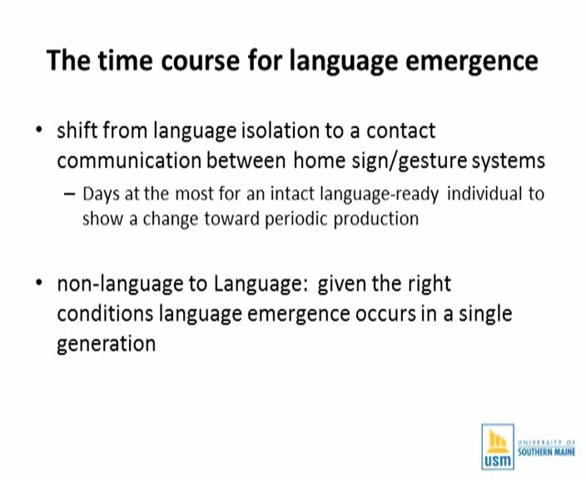 The time course for language emergence
• shift from language isolation to a contact
communication between home sign/gesture systems
– Days at the most for an intact language-ready individual to
show a change toward periodic production
• non-language to Language: given the right
conditions language emergence occurs in a single
generation
usm
UNIVERSITY OF
SOUTHERN MAINE